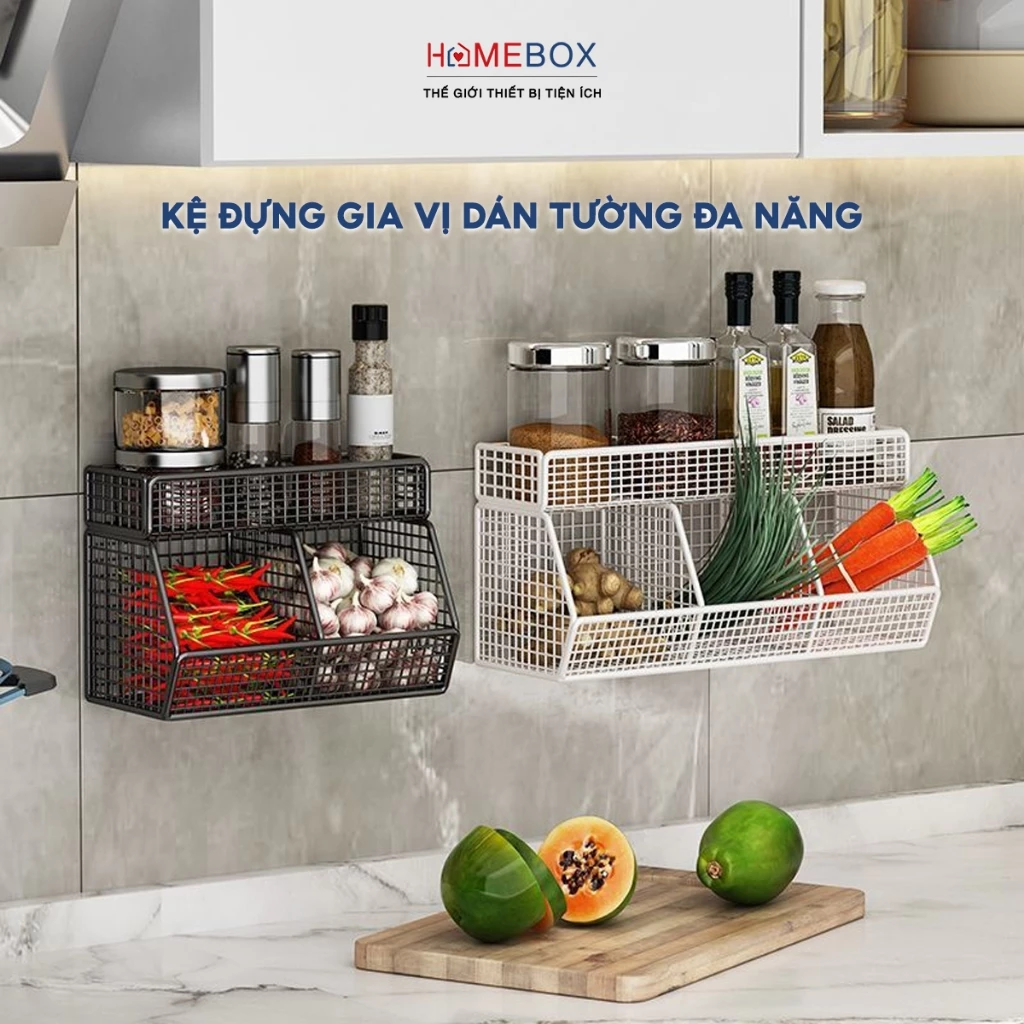 HOMEBOX
THẾ GIỚI THIẾT BỊ TIỆN ÍCH
KỆ ĐỰNG GIA VỊ DÁN TƯỜNG ĐA NĂNG
SALAD
DRESSING